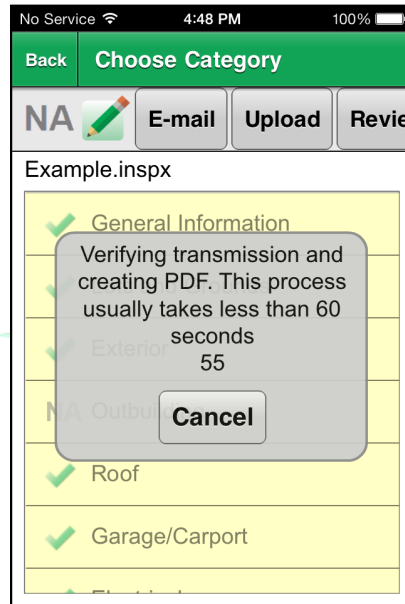 No Service 4:48 PM 100%
Back Choose Category
NA E-mail Upload Revie
Example.inspx
General Information
Verifying transmission and
creating PDF. This process
usually takes less than 60
seconds
55
Exterior
NA Outbuildin
Cancel
Roof
Garage/Carport